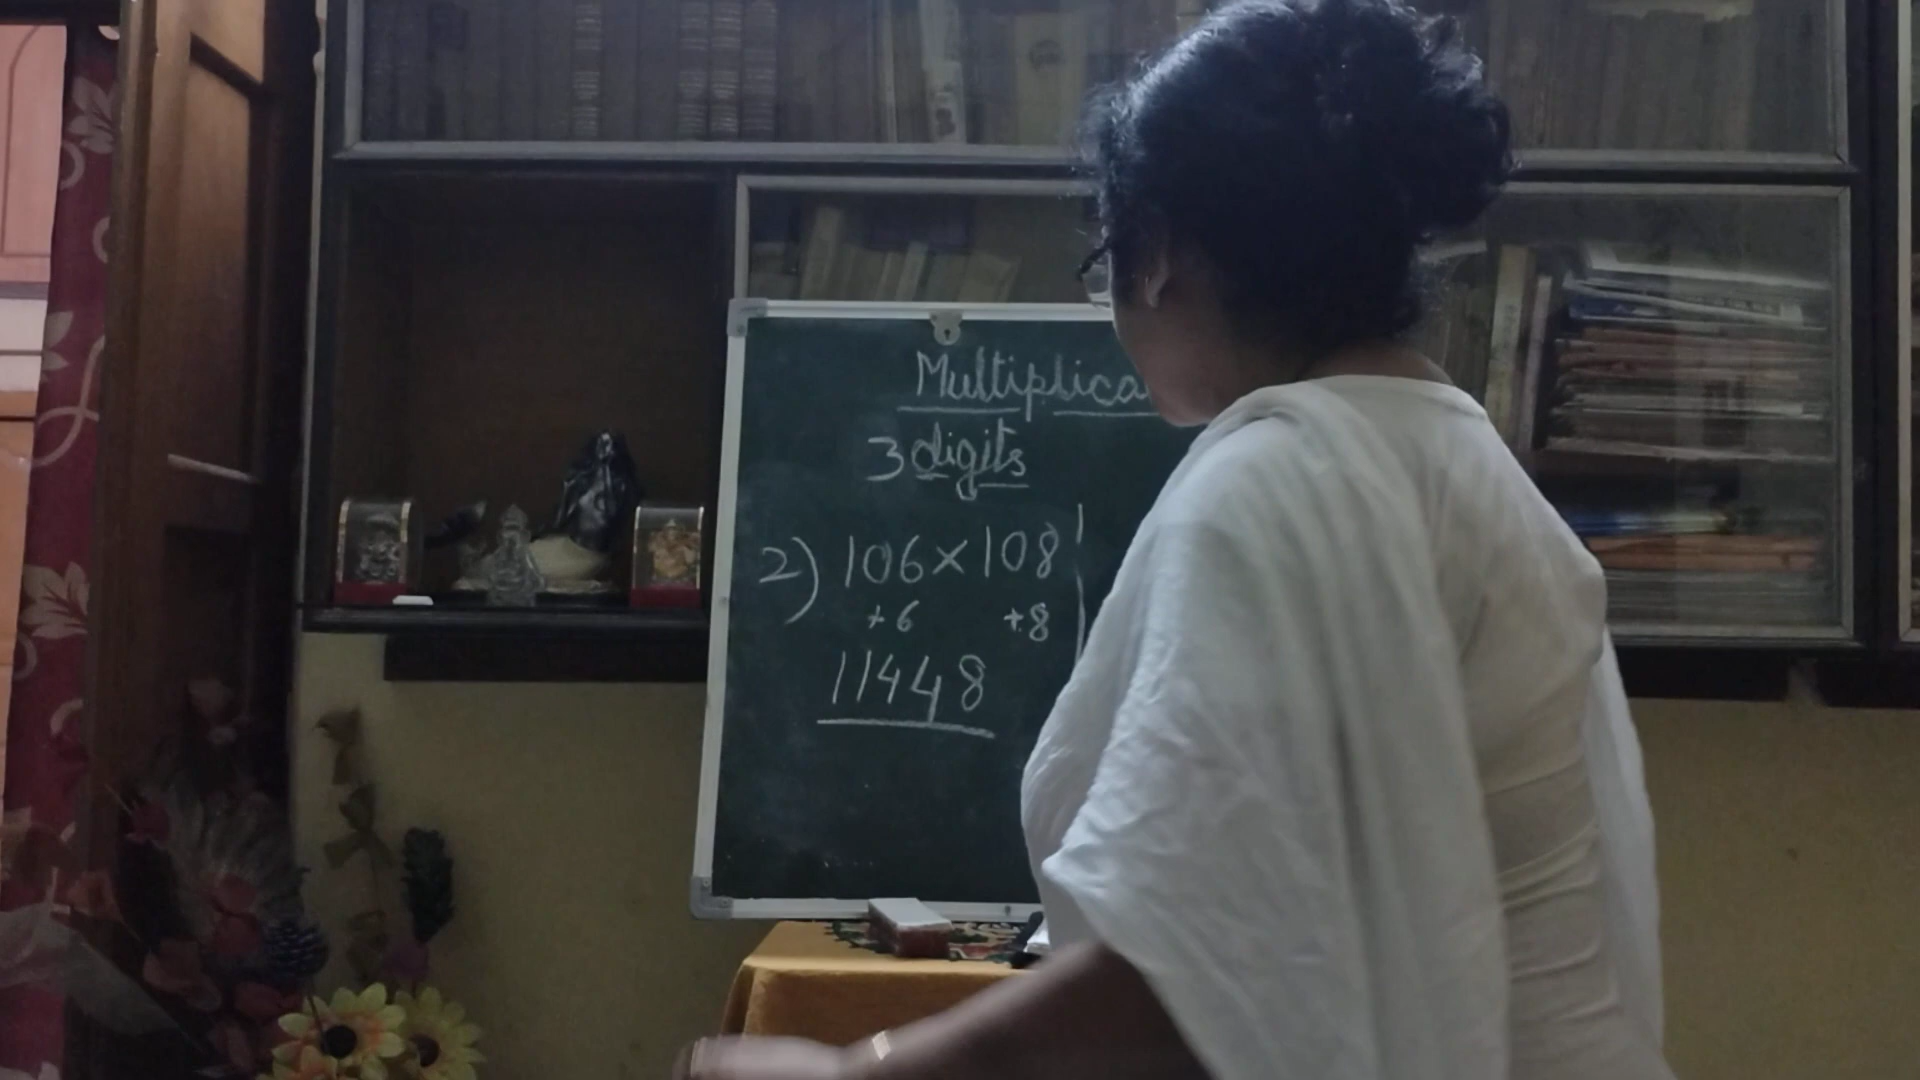 Multiplica
3 digits
2) 106 × 108
+6 +8
11448